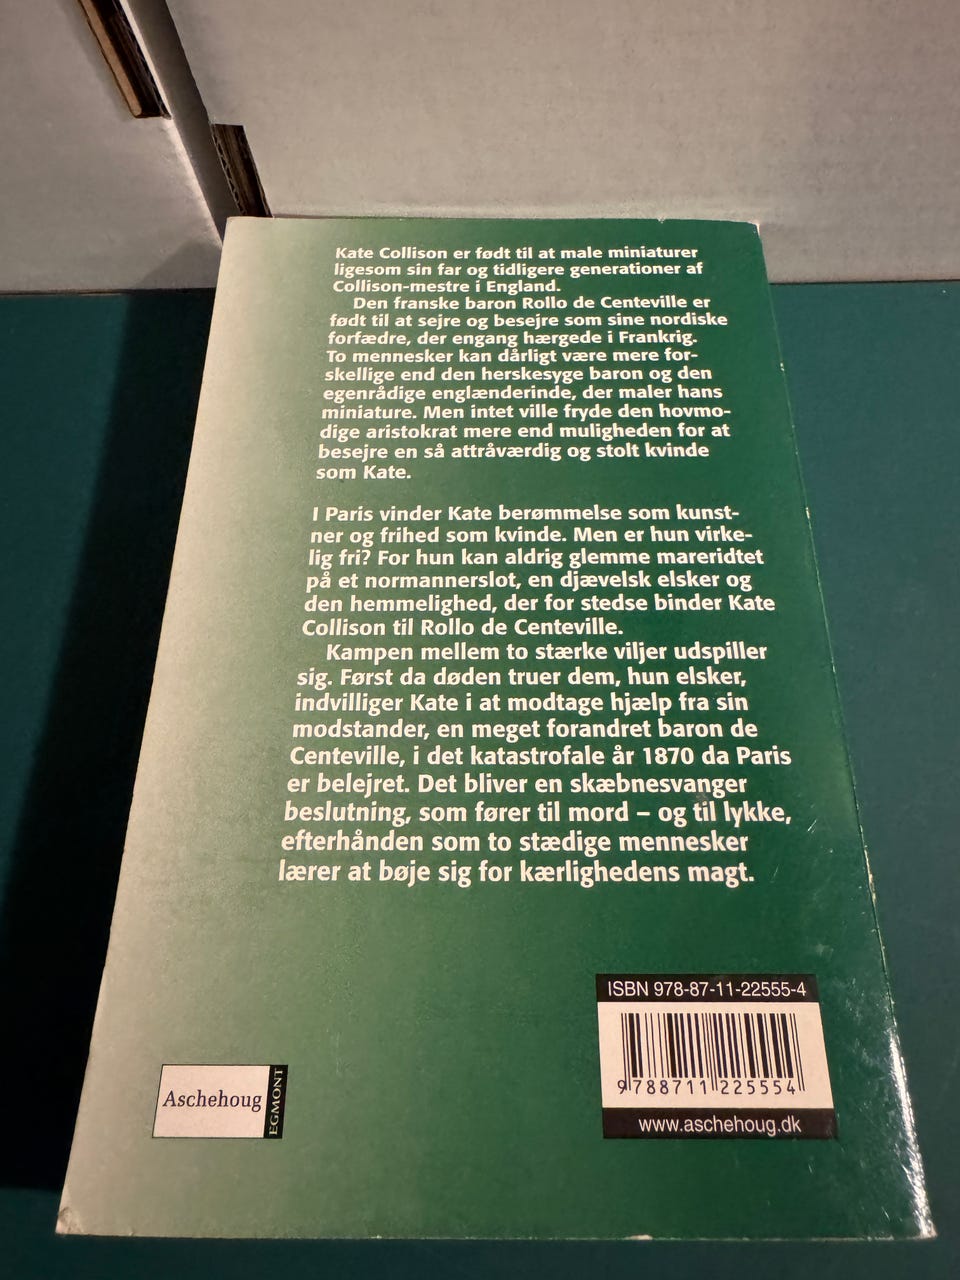 Kate Collison er født til at male miniaturer
ligesom sin far og tidligere generationer af
Collison-mestre i England.
Den franske baron Rollo de Centeville er
født til at sejre og besejre som sine nordiske
forfædre, der engang hærgede i Frankrig.
To mennesker kan dårligt være mere for-
skellige end den herskesyge baron og den
egenrådige englænderinde, der maler hans
miniature. Men intet ville fryde den hovmo-
dige aristokrat mere end muligheden for at
besejre en så attråværdig og stolt kvinde
som Kate.
I Paris vinder Kate berømmelse som kunst-
ner og frihed som kvinde. Men er hun virke-
lig fri? For hun kan aldrig glemme mareridtet
på et normannerslot, en djævelsk elsker og
den hemmelighed, der for stedse binder Kate
Collison til Rollo de Centeville.
Kampen mellem to stærke viljer udspiller
sig. Først da døden truer dem, hun elsker,
indvilliger Kate i at modtage hjælp fra sin
modstander, en meget forandret baron de
Centeville, i det katastrofale år 1870 da Paris
er belejret. Det bliver en skæbnesvanger
beslutning, som fører til mord – og til lykke,
efterhånden som to stædige mennesker
lærer at bøje sig for kærlighedens magt.
ISBN 978-87-11-22555-4
9 788711 225554
www.aschehoug.dk
Aschehoug
EGMONT